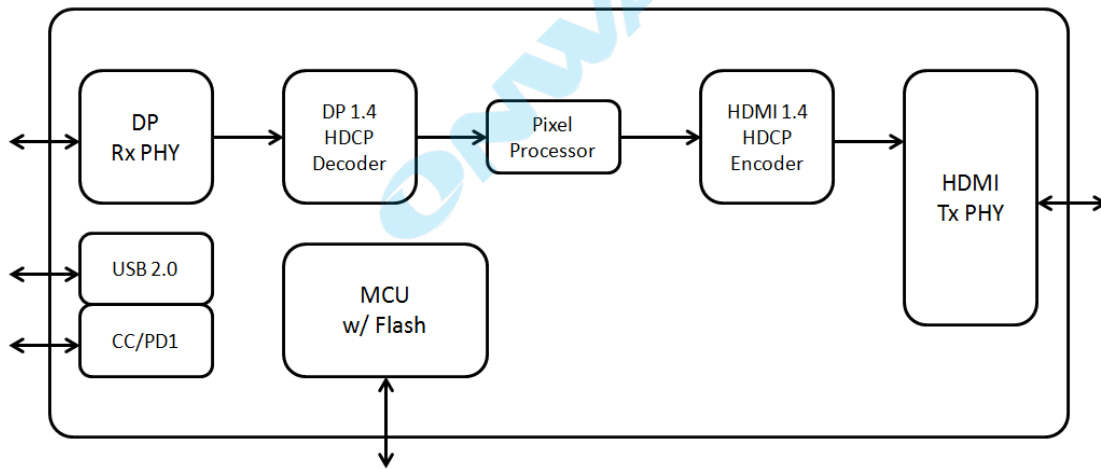 DP
Rx PHY
DP 1.4
HDCP
Decoder
Pixel
Processor
HDMI 1.4
HDCP
Encoder
HDMI
Tx PHY
USB 2.0
CC/PD1
MCU
w/ Flash